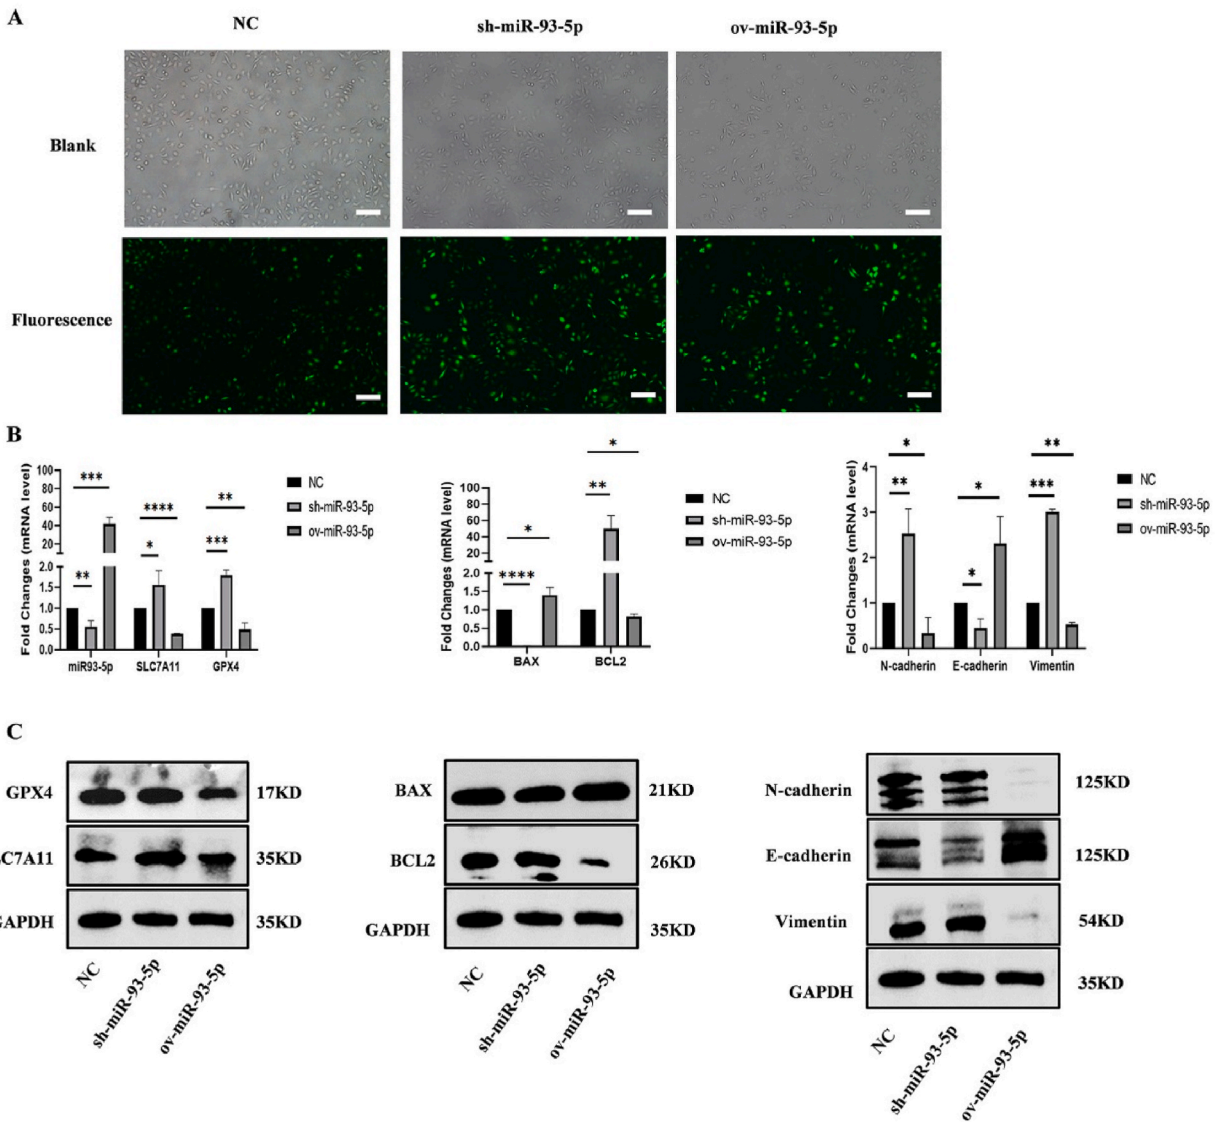 A
NC
sh-miR-93-5p
ov-miR-93-5p
Blank
Fluorescence
B
Fold Changes (mRNA level)
100
80
60
40
20
2.0
1.5
1.0
0.5
0.0
***
**
****
*
**
***
miR93-5p
SLC7A11
GPX4
NC
sh-miR-93-5p
ov-miR-93-5p
Fold Changes (mRNA level)
100
80
60
40
20
2.0
1.5
1.0
0.5
0.0
*
****
*
**
BAX
BCL2
NC
sh-miR-93-5p
ov-miR-93-5p
Fold Changes (mRNA level)
4
3
2
1
0
*
**
*
*
**
***
N-cadherin
E-cadherin
Vimentin
NC
sh-miR-93-5p
ov-miR-93-5p
C
GPX4
17KD
LC7A11
35KD
GAPDH
35KD
NC
sh-miR-93-5p
ov-miR-93-5p
BAX
21KD
BCL2
26KD
GAPDH
35KD
NC
sh-miR-93-5p
ov-miR-93-5p
N-cadherin
125KD
E-cadherin
125KD
Vimentin
54KD
GAPDH
35KD
NC
sh-miR-93-5p
ov-miR-93-5p